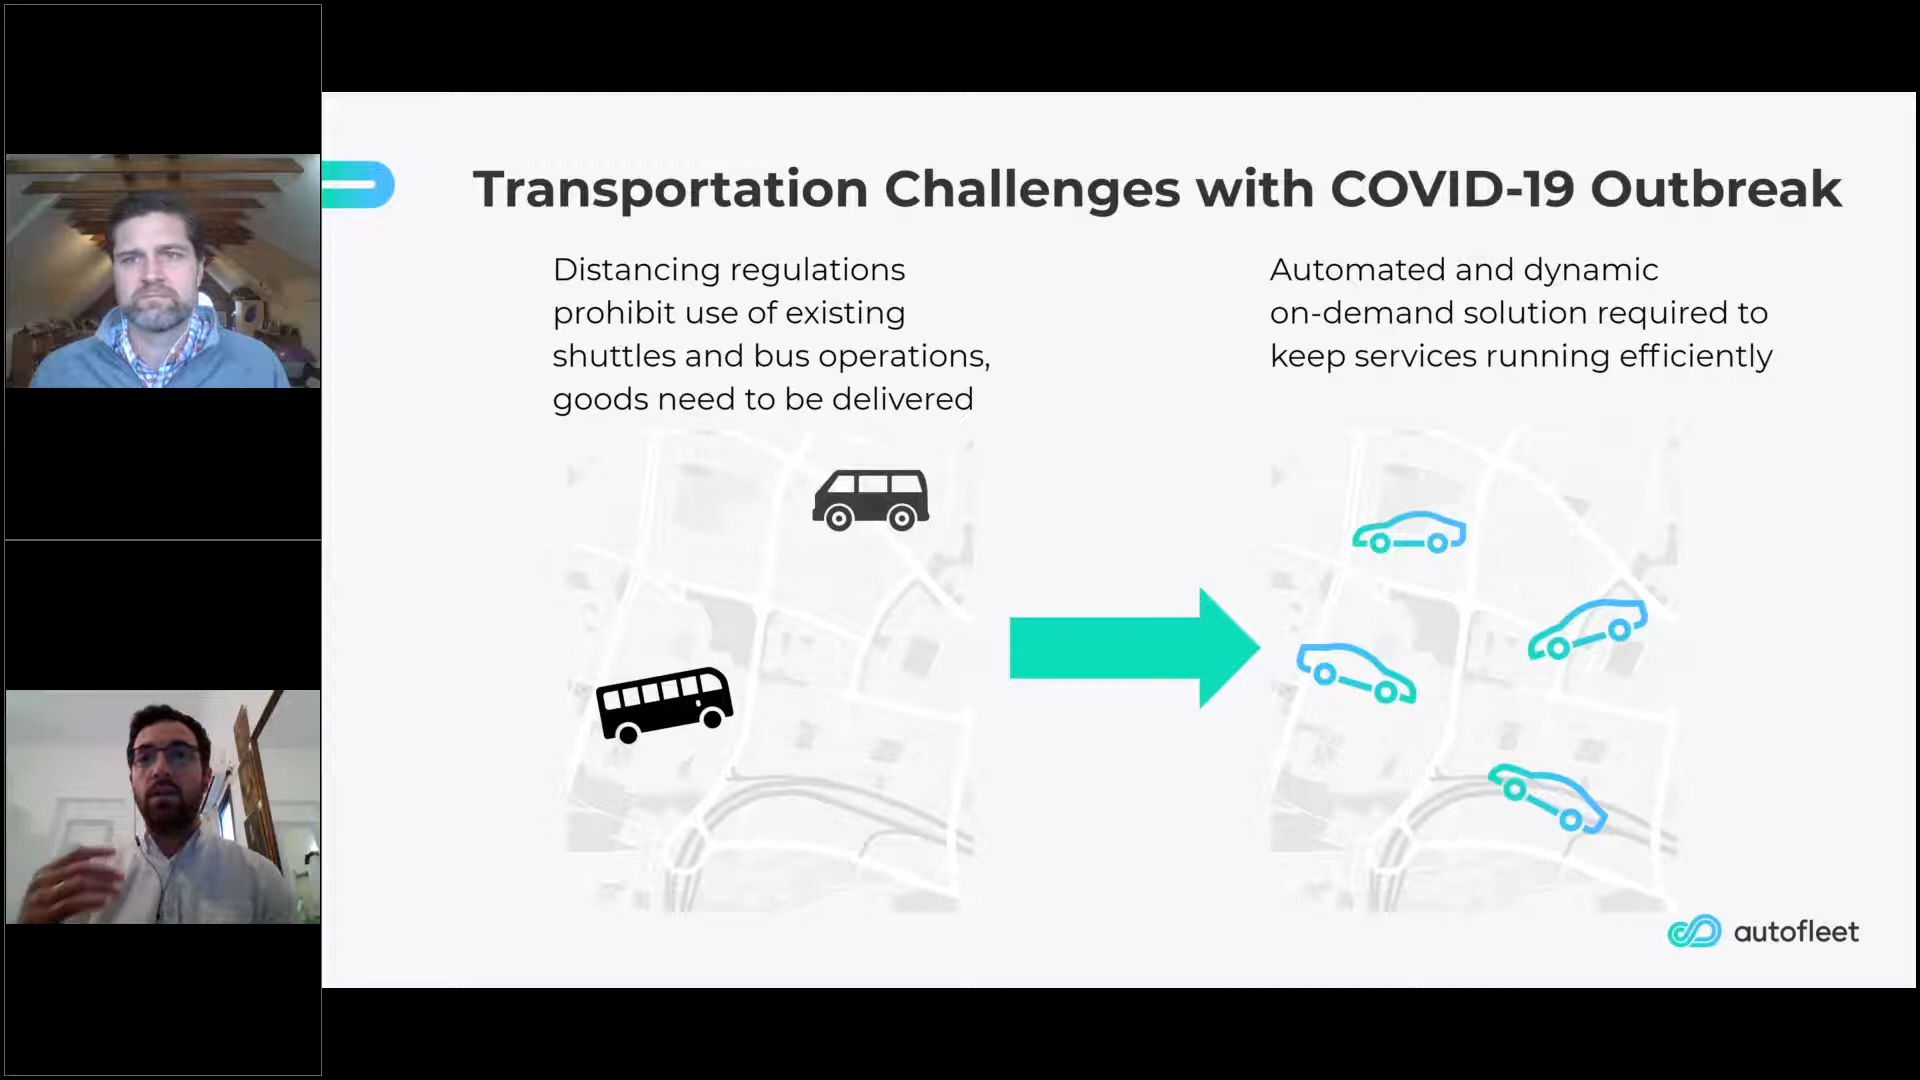 Transportation Challenges with COVID-19 Outbreak
Distancing regulations
prohibit use of existing
shuttles and bus operations,
goods need to be delivered
Automated and dynamic
on-demand solution required to
keep services running efficiently
autofleet